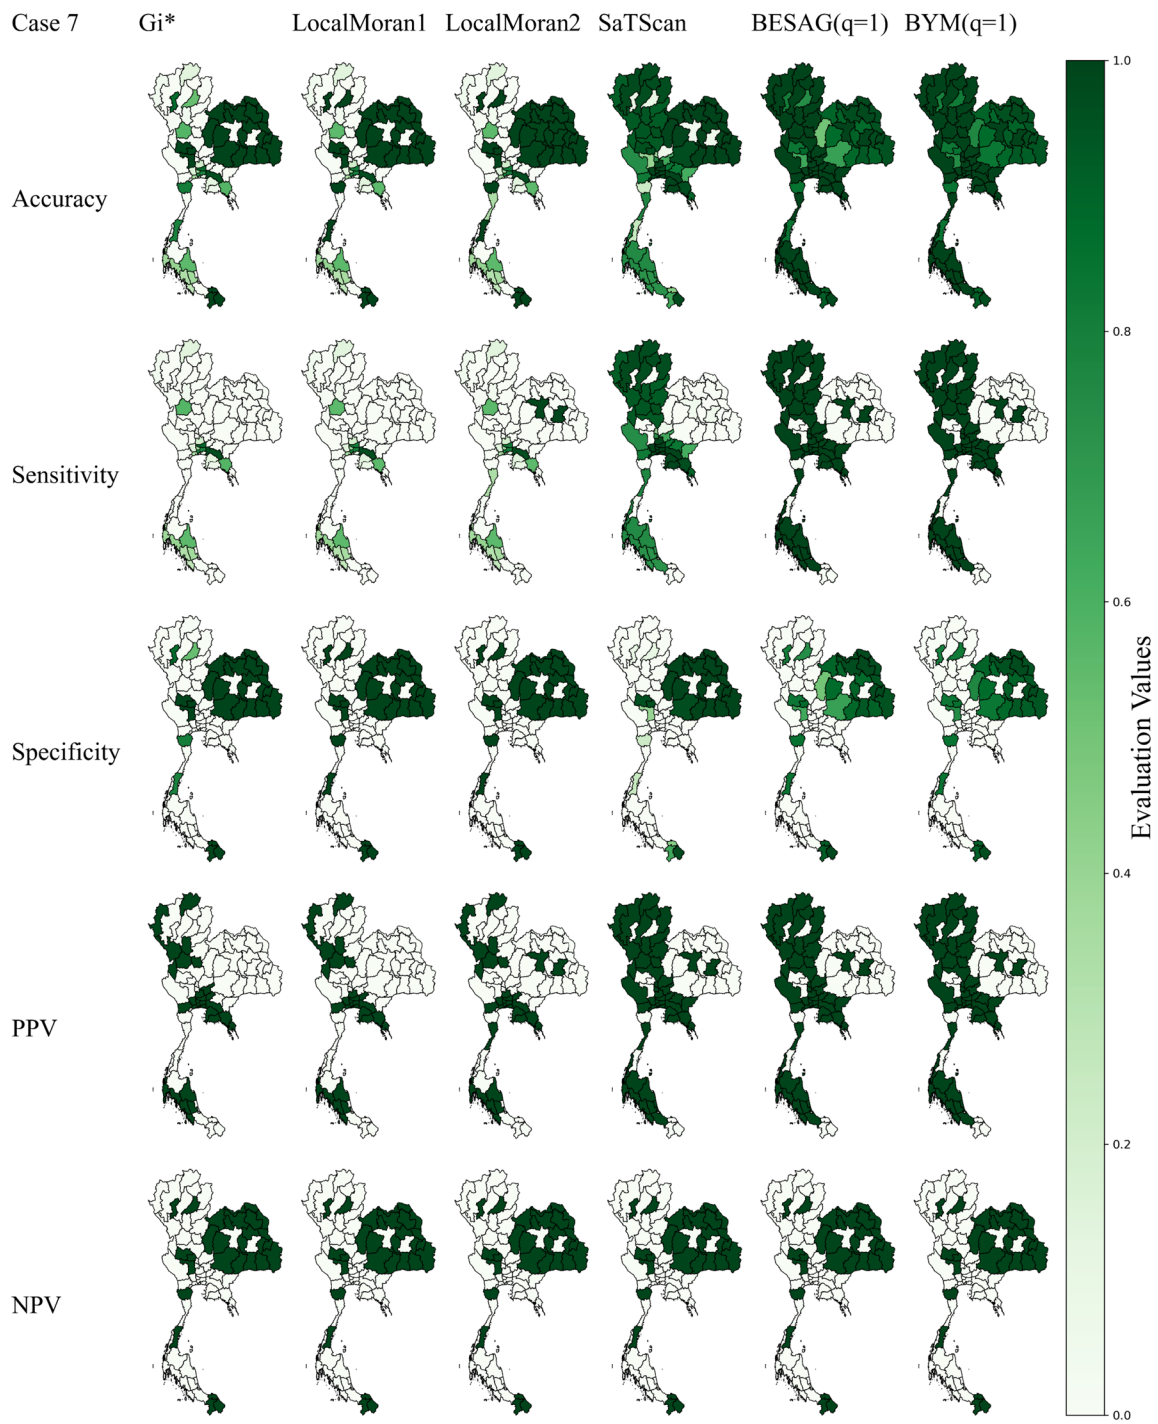 Case 7 Gi* LocalMoran1 LocalMoran2 SaTScan BESAG(q=1) BYM(q=1)
Accuracy
Sensitivity
Specificity
PPV
NPV
1.0
0.8
0.6
0.4
0.2
0.0
Evaluation Values